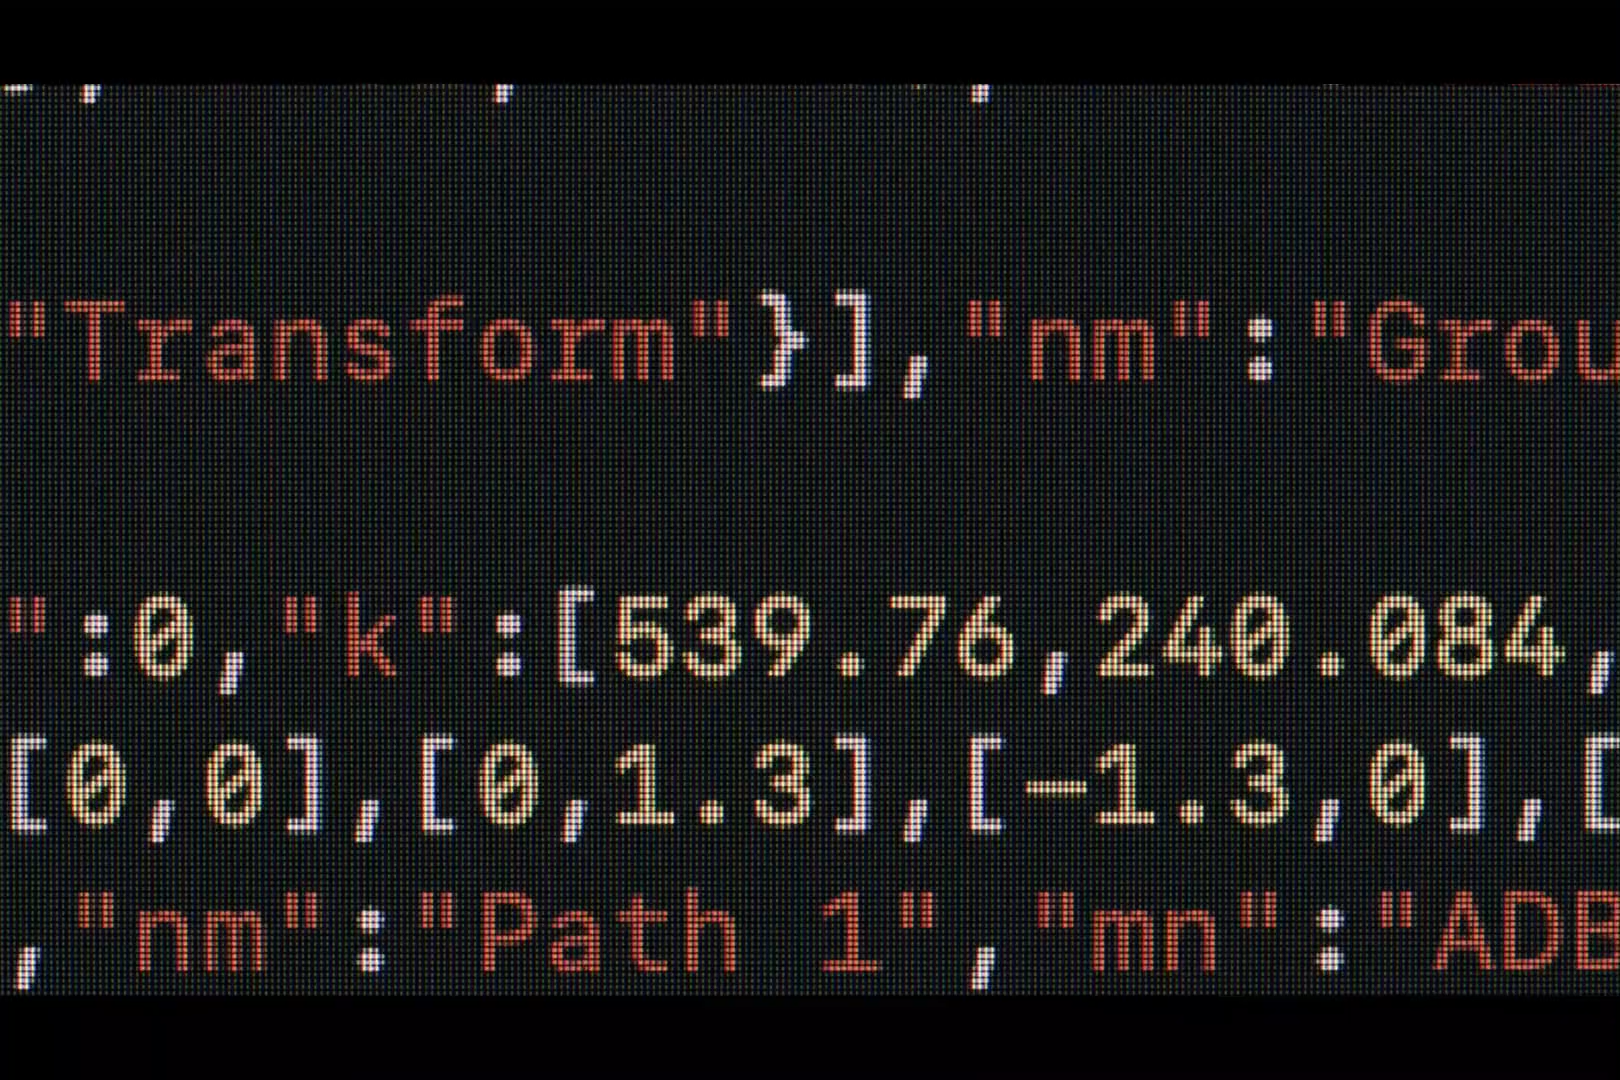 "Transform"}],"nm":"Grou
":0,"k":[539.76,240.084,
[0,0],[0,1.3],[-1.3,0],[
,"nm":"Path 1","mn":"ADB